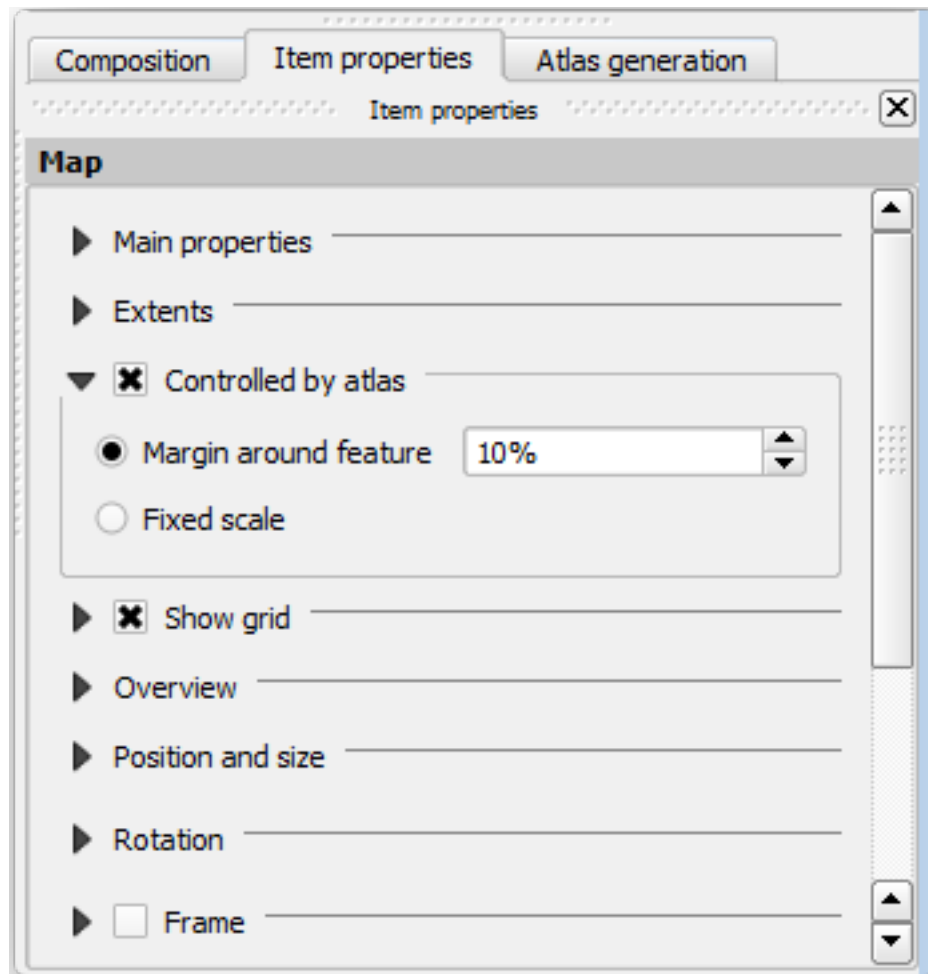 Composition Item properties Atlas generation
Item properties
Map
Main properties
Extents
Controlled by atlas
Margin around feature 10%
Fixed scale
Show grid
Overview
Position and size
Rotation
Frame